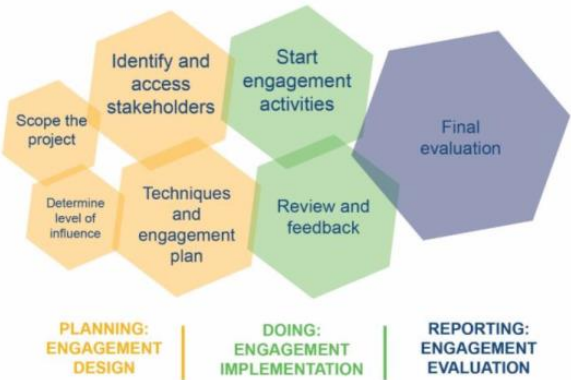 Scope the
project
Identify and
access
stakeholders
Determine
level of
influence
Techniques
and
engagement
plan
Start
engagement
activities
Review and
feedback
Final
evaluation
PLANNING:
ENGAGEMENT
DESIGN
DOING:
ENGAGEMENT
IMPLEMENTATION
REPORTING:
ENGAGEMENT
EVALUATION